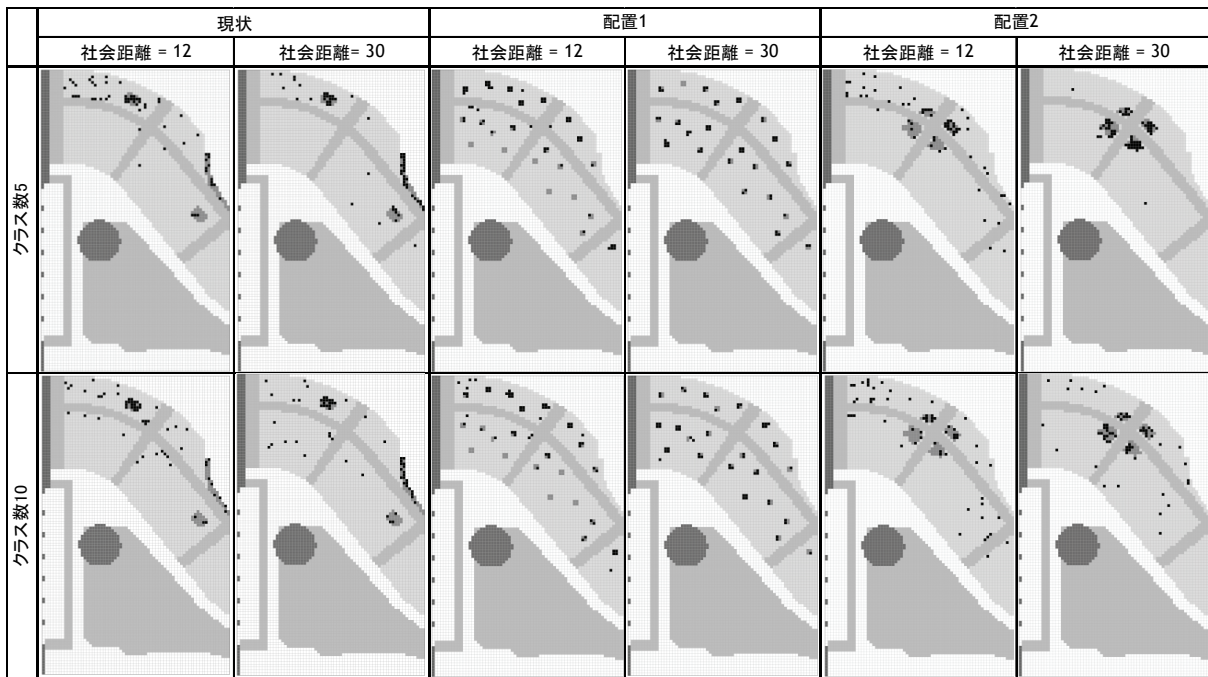 現状
配置1
配置2
社会距離 = 12
社会距離= 30
社会距離 = 12
社会距離 = 30
社会距離 = 12
社会距離 = 30
クラス数5
クラス数10